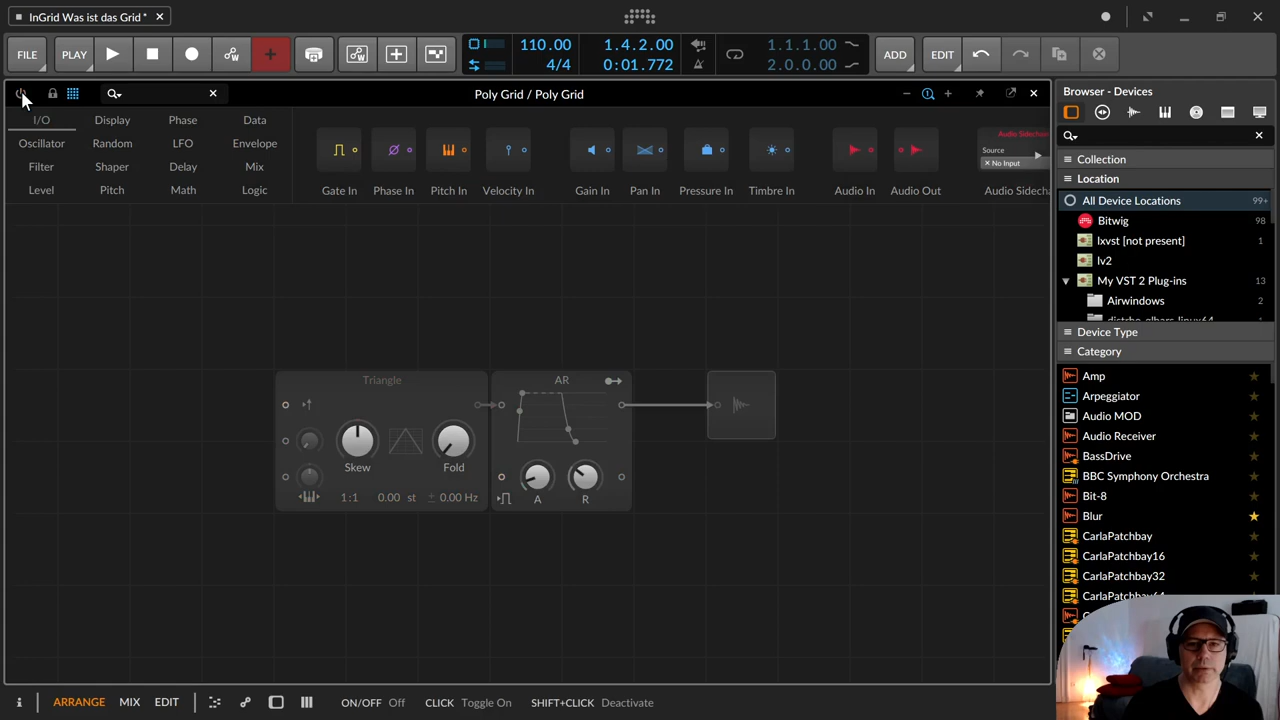 InGrid Was ist das Grid *
FILE
PLAY
110.00
4/4
1.4.2.00
0:01.772
1.1.1.00
2.0.0.00
ADD
EDIT
Poly Grid / Poly Grid
I/O
Display
Phase
Data
Oscillator
Random
LFO
Envelope
Filter
Shaper
Delay
Mix
Level
Pitch
Math
Logic
Gate In
Phase In
Pitch In
Velocity In
Gain In
Pan In
Pressure In
Timbre In
Audio In
Audio Out
Audio Sidechain
Source
No Input
Audio Sidecha
Triangle
Skew
Fold
1:1
0.00 st
± 0.00 Hz
AR
A
R
Browser - Devices
Collection
Location
All Device Locations 99+
Bitwig 98
lxvst [not present] 1
lv2
My VST 2 Plug-ins 13
Airwindows 2
Device Type
Category
Amp
Arpeggiator
Audio MOD
Audio Receiver
BassDrive
BBC Symphony Orchestra
Bit-8
Blur
CarlaPatchbay
CarlaPatchbay16
CarlaPatchbay32
ARRANGE
MIX
EDIT
ON/OFF Off
CLICK Toggle On
SHIFT+CLICK Deactivate